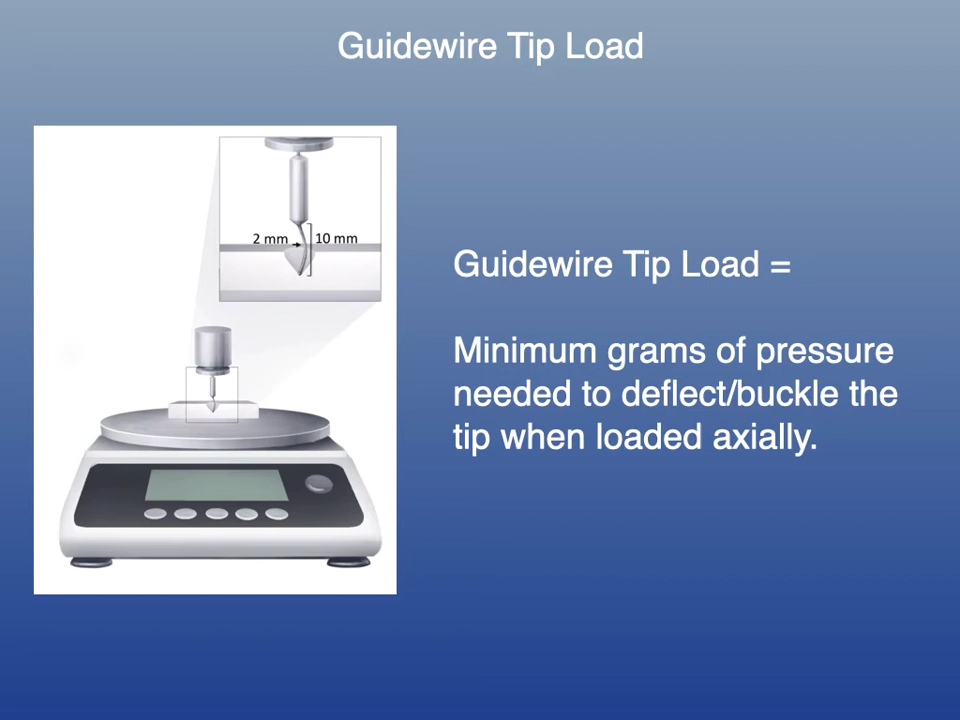 Guidewire Tip Load
2 mm
10 mm
Guidewire Tip Load =
Minimum grams of pressure
needed to deflect/buckle the
tip when loaded axially.